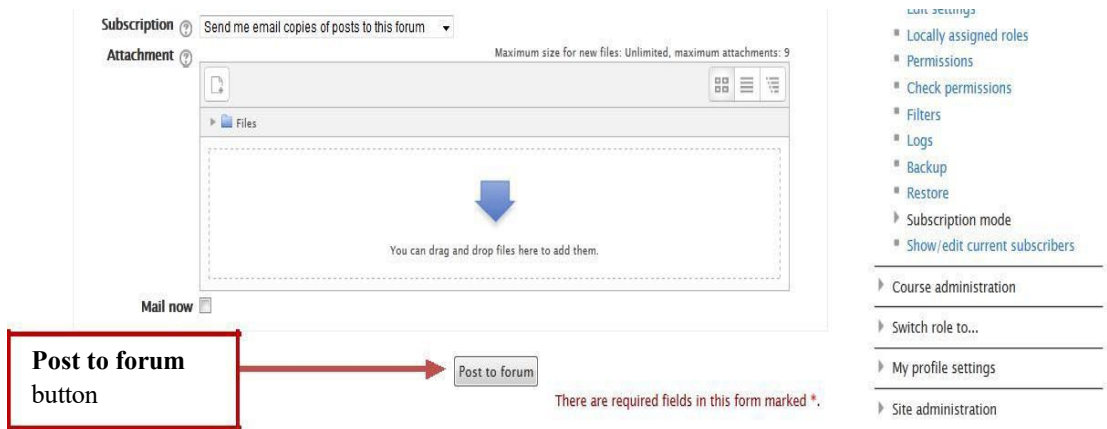 Subscription
Send me email copies of posts to this forum
Attachment
Maximum size for new files: Unlimited, maximum attachments: 9
Files
You can drag and drop files here to add them.
Mail now
Post to forum
button
Post to forum
There are required fields in this form marked *.
Edit settings
Locally assigned roles
Permissions
Check permissions
Filters
Logs
Backup
Restore
Subscription mode
Show/edit current subscribers
Course administration
Switch role to...
My profile settings
Site administration